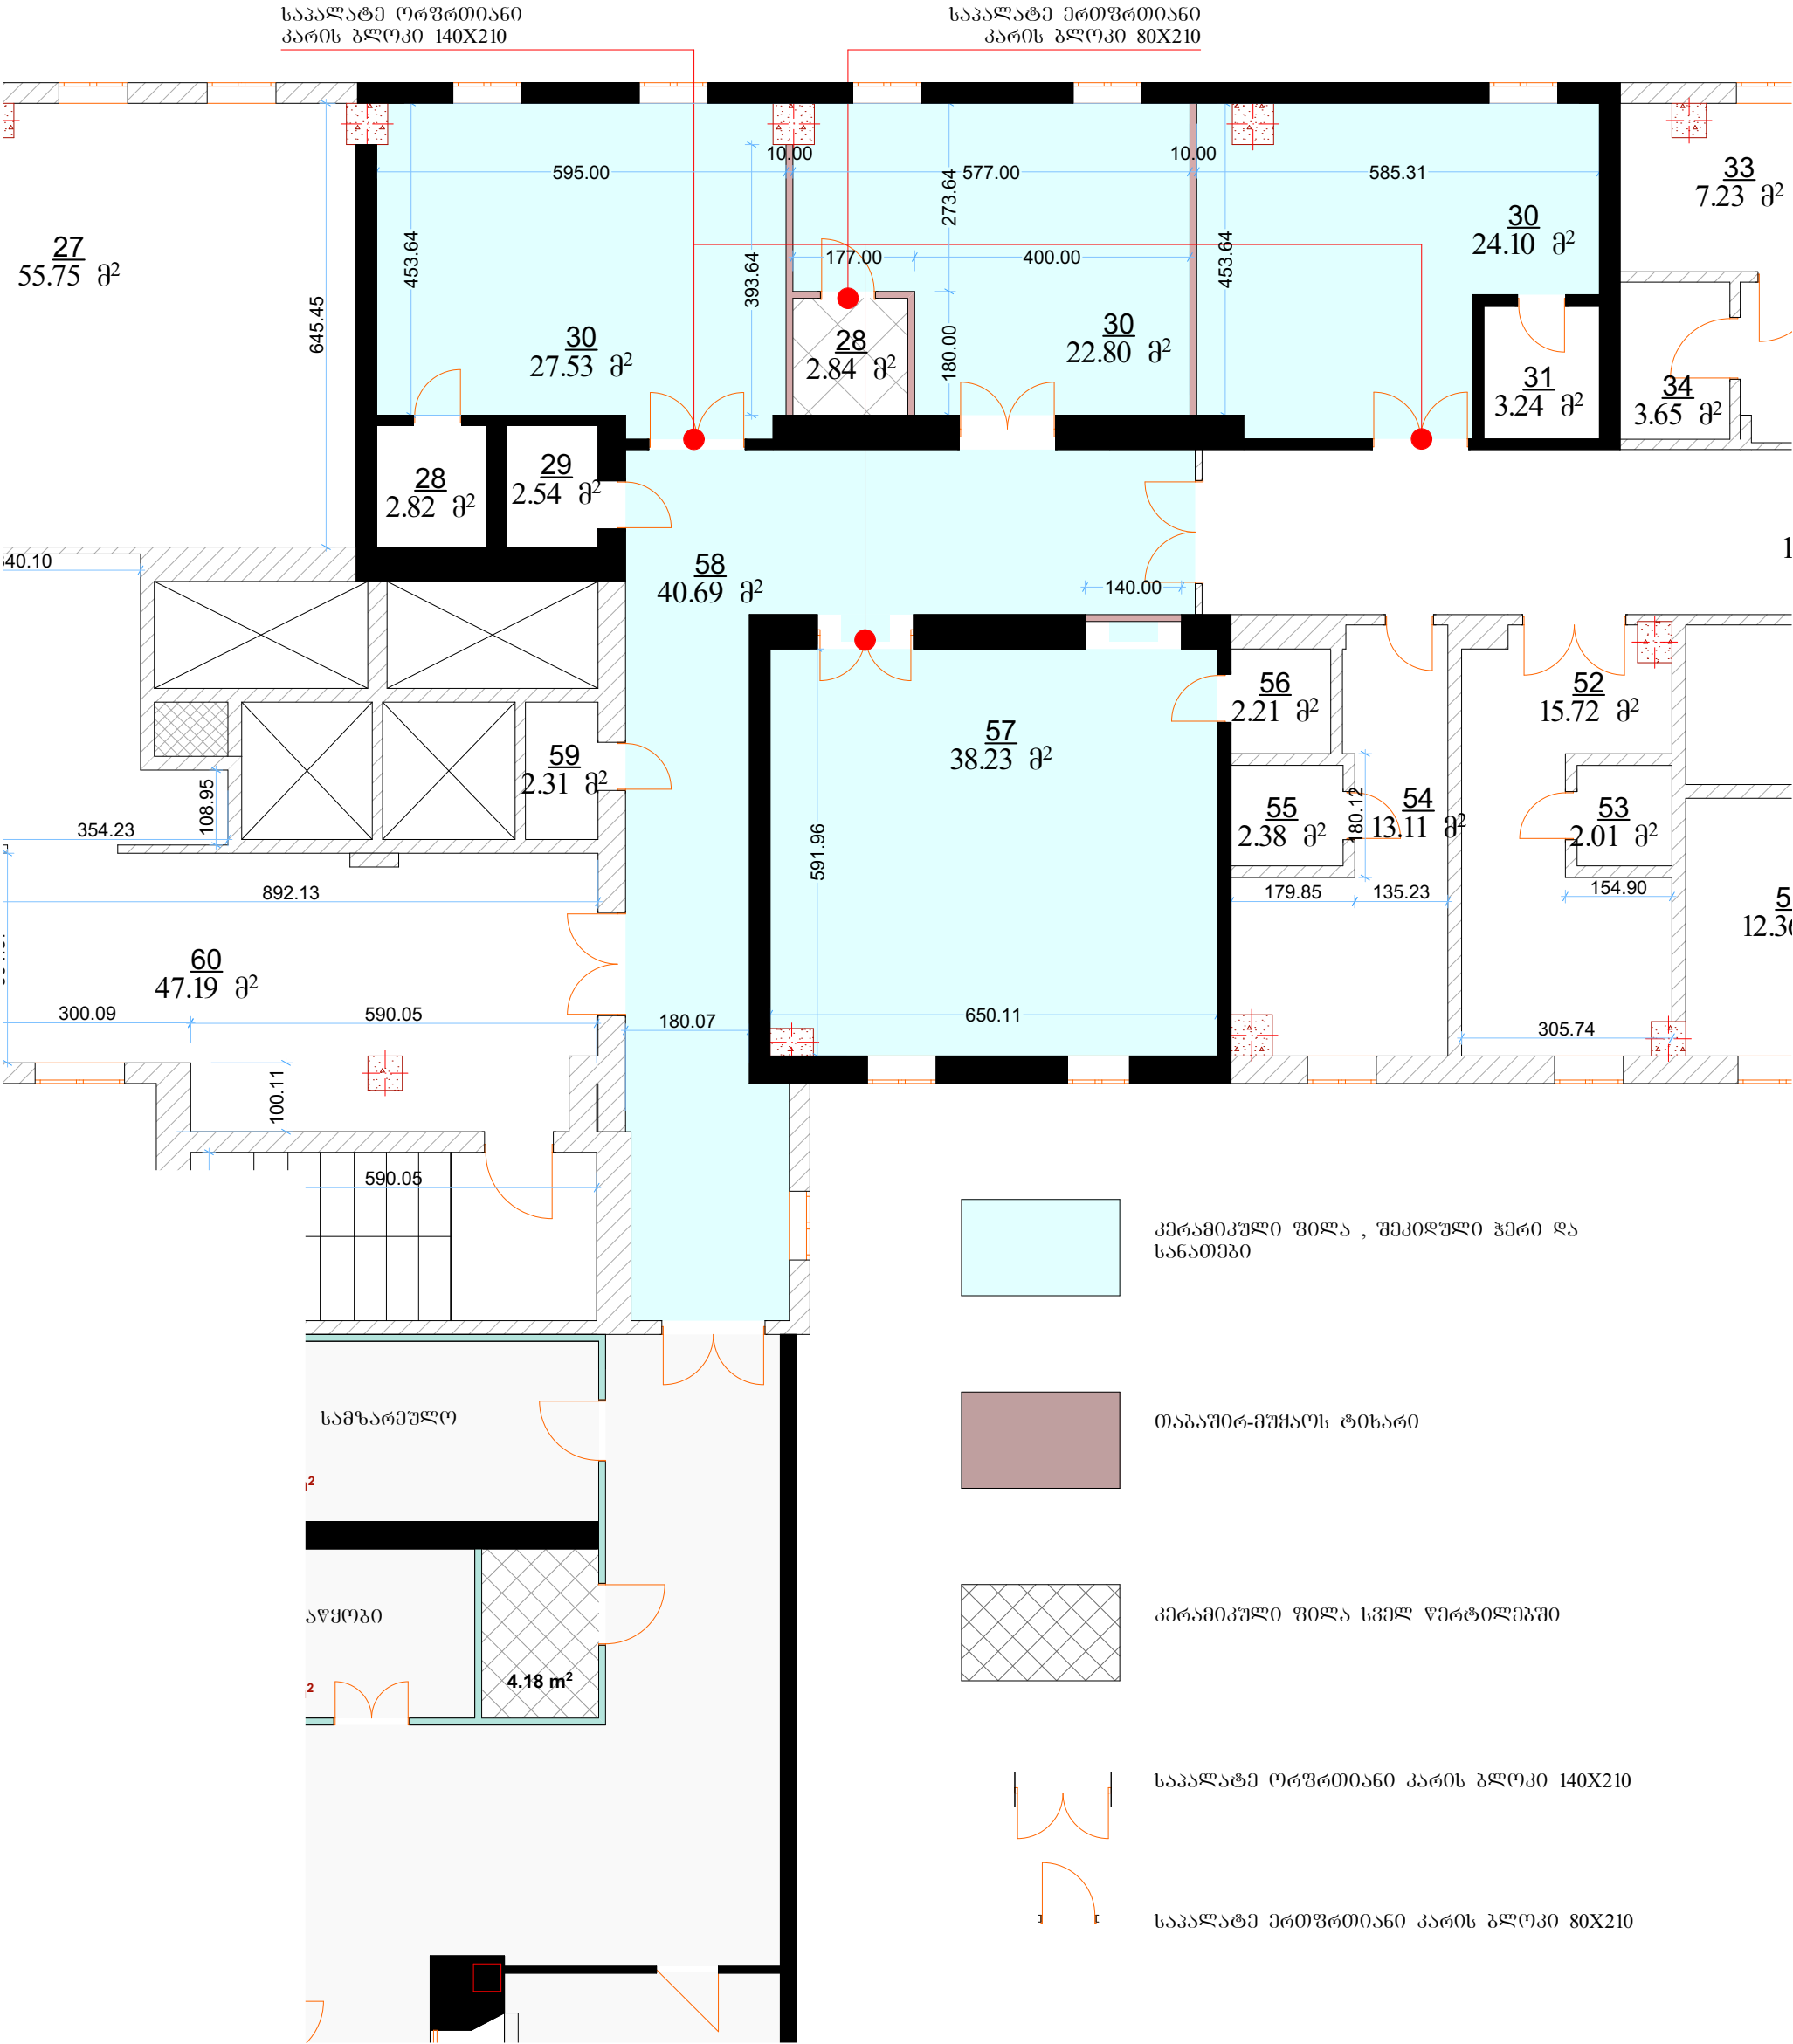 საპალატე ორფრთიანი
კარის ბლოკი 140X210
საპალატე ერთფრთიანი
კარის ბლოკი 80X210
10.00
10.00
595.00
577.00
585.31
273.64
453.64
393.64
453.64
645.45
177.00
400.00
180.00
27
55.75 მ²
30
27.53 მ²
28
2.84 მ²
30
22.80 მ²
30
24.10 მ²
33
7.23 მ²
31
3.24 მ²
34
3.65 მ²
28
2.82 მ²
29
2.54 მ²
58
40.69 მ²
140.00
354.23
108.95
59
2.31 მ²
57
38.23 მ²
591.96
650.11
56
2.21 მ²
55
2.38 მ²
180.12
54
13.11 მ²
52
15.72 მ²
53
2.01 მ²
179.85
135.23
154.90
305.74
892.13
60
47.19 მ²
300.09
590.05
180.07
100.11
590.05
კერამიკული ფილა , შეკიდული ჭერი და
სანათები
თაბაშირ-მუყაოს ტიხარი
კერამიკული ფილა სველ წერტილებში
საპალატე ორფრთიანი კარის ბლოკი 140X210
საპალატე ერთფრთიანი კარის ბლოკი 80X210
სამზარეულო
აწყობი
4.18 m²